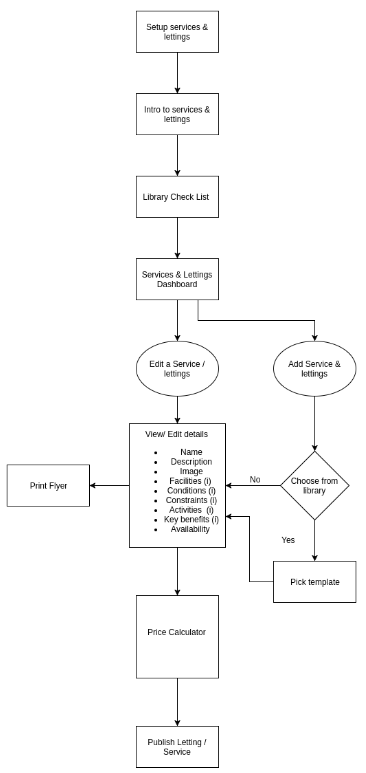 Setup services &
lettings
Intro to services &
lettings
Library Check List
Services & Lettings
Dashboard
Edit a Service /
lettings
Add Service &
lettings
View/ Edit details
• Name
• Description
• Image
• Facilities (i)
• Conditions (i)
• Constraints (i)
• Activities (i)
• Key benefits (i)
• Availability
Print Flyer
No
Choose from
library
Yes
Pick template
Price Calculator
Publish Letting /
Service